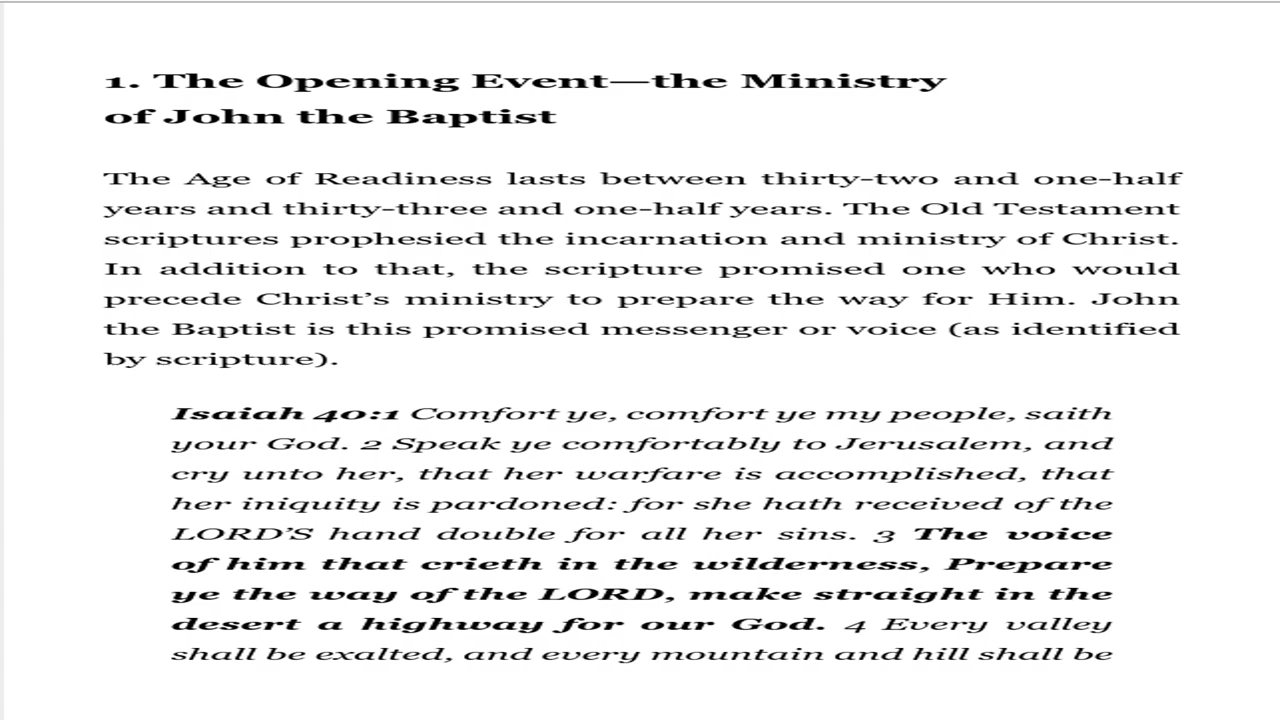 1. The Opening Event—the Ministry
of John the Baptist
The Age of Readiness lasts between thirty-two and one-half
years and thirty-three and one-half years. The Old Testament
scriptures prophesied the incarnation and ministry of Christ.
In addition to that, the scripture promised one who would
precede Christ’s ministry to prepare the way for Him. John
the Baptist is this promised messenger or voice (as identified
by scripture).
Isaiah 40:1 Comfort ye, comfort ye my people, saith
your God. 2 Speak ye comfortably to Jerusalem, and
cry unto her, that her warfare is accomplished, that
her iniquity is pardoned: for she hath received of the
LORD’S hand double for all her sins. 3 The voice
of him that crieth in the wilderness, Prepare
ye the way of the LORD, make straight in the
desert a highway for our God. 4 Every valley
shall be exalted, and every mountain and hill shall be